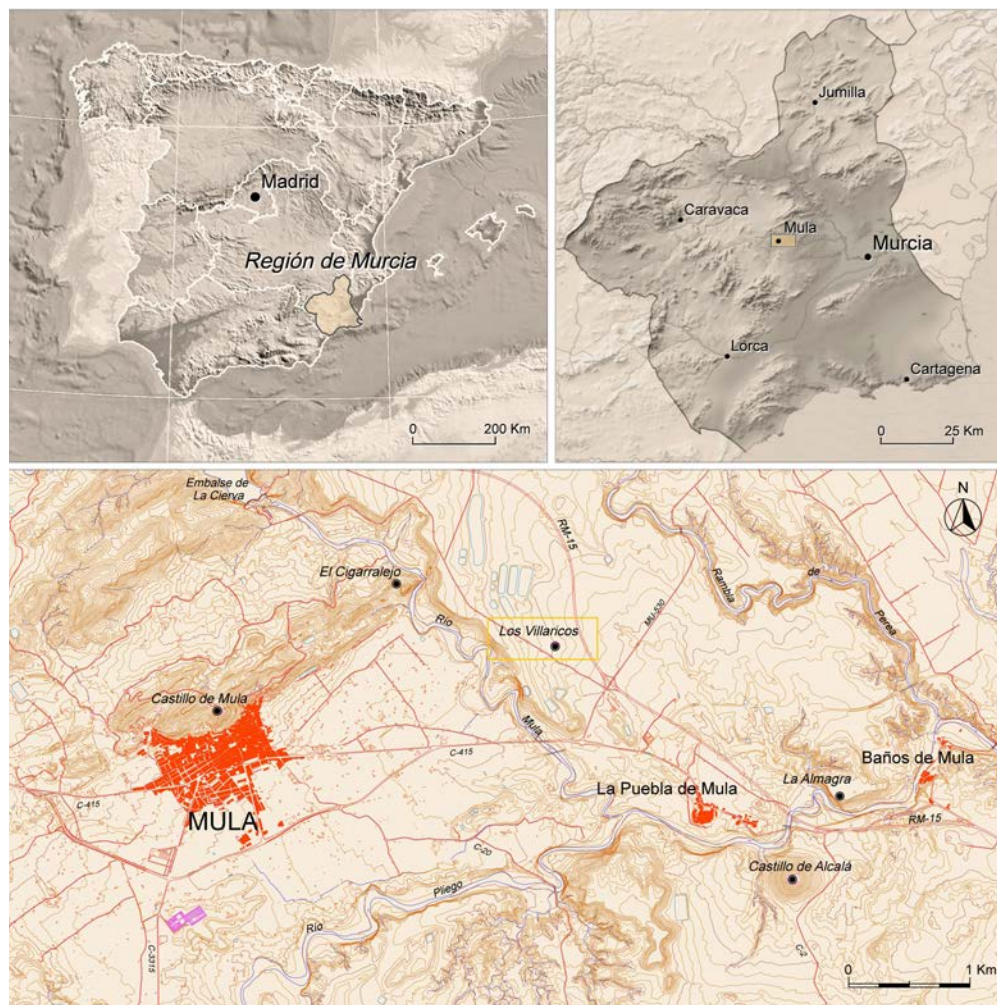 Madrid
Región de Murcia
0 200 Km
Jumilla
Caravaca
Mula
Murcia
Lorca
Cartagena
0 25 Km
Embalse de
La Cierva
N
RM-15
El Cigarralejo
Rambla
de
Perea
Río
Los Villaricos
MU-530
Castillo de Mula
Mula
C-415
Baños de Mula
La Almagra
La Puebla de Mula
C-415
MULA
RM-15
C-20
Castillo de Alcalá
Pliego
Río
C-3315
C-2
0 1 Km